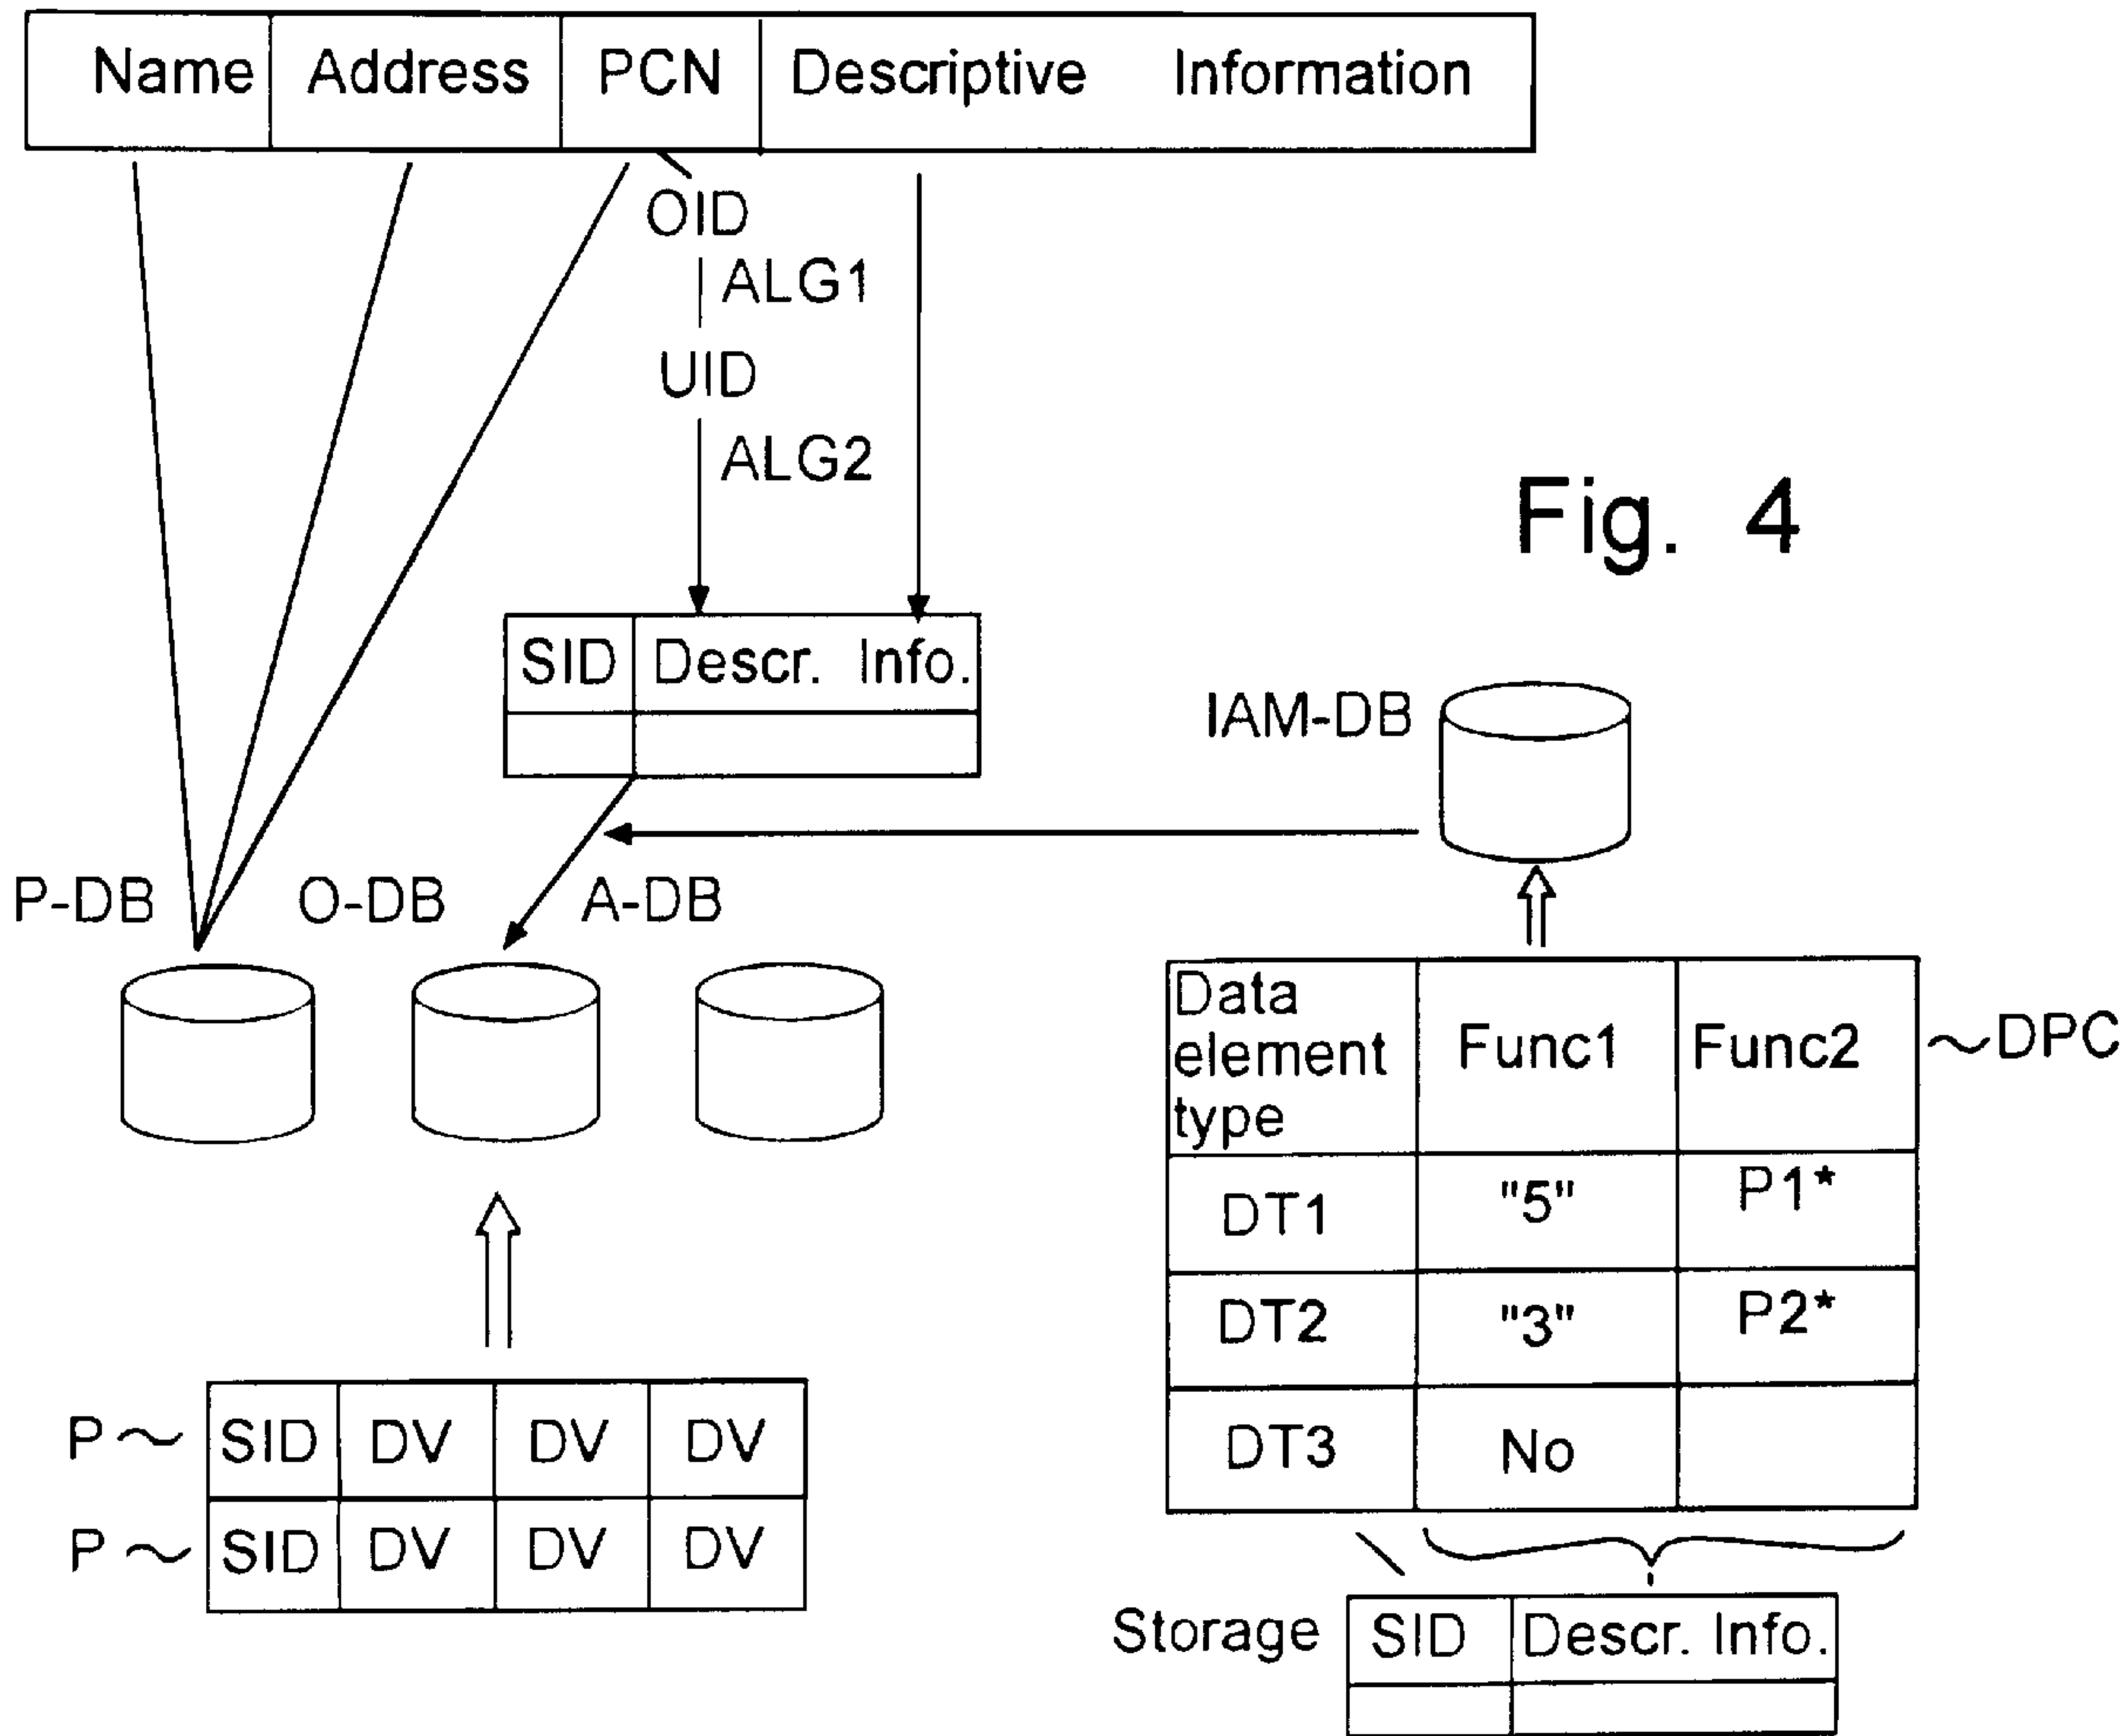 Name Address PCN Descriptive Information
OID
ALG1
UID
ALG2
Fig. 4
SID Descr. Info.
IAM-DB
P-DB O-DB A-DB
Data element type Func1 Func2 ~DPC
DT1 "5" P1*
DT2 "3" P2*
DT3 No
P~ SID DV DV DV
P~ SID DV DV DV
Storage SID Descr. Info.